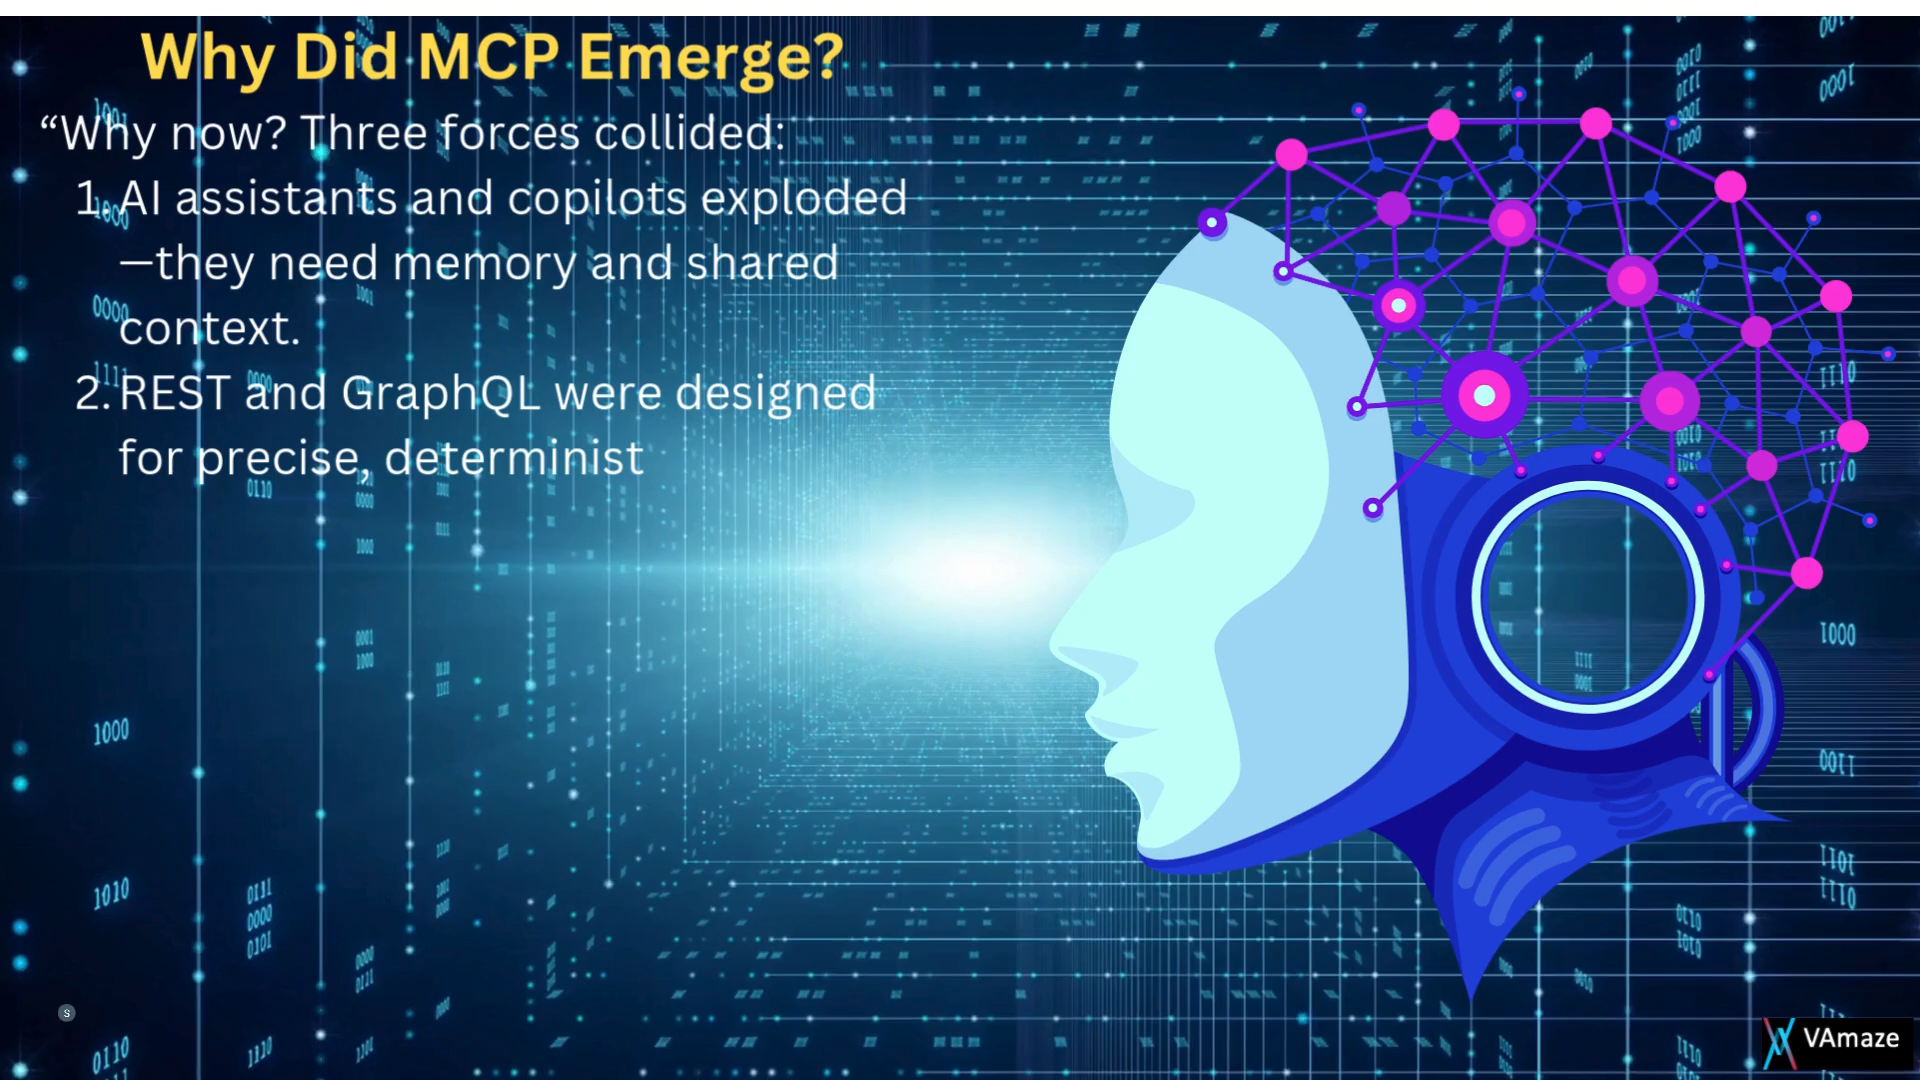 Why Did MCP Emerge?
“Why now? Three forces collided:
1. AI assistants and copilots exploded
—they need memory and shared
context.
2. REST and GraphQL were designed
for precise, determinist
S
VAmaze